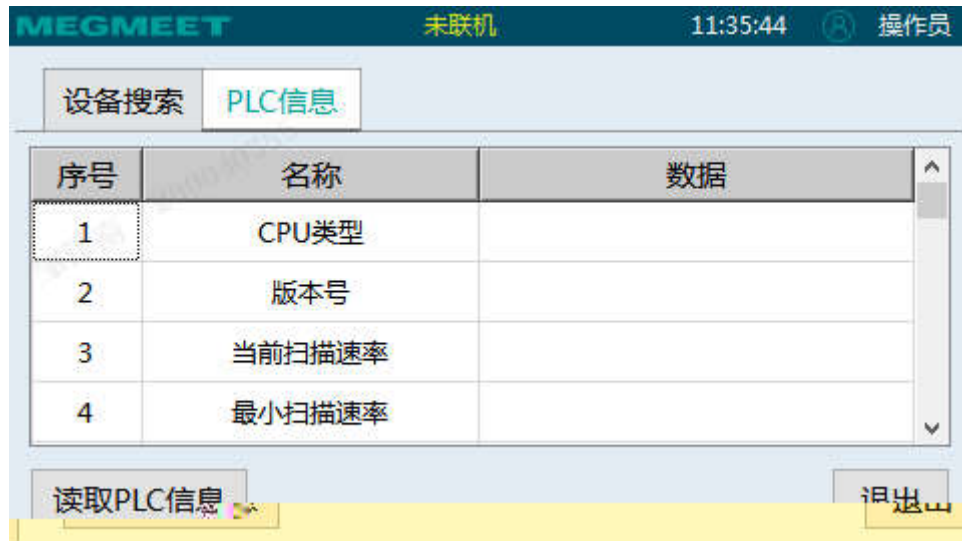 MEGMEET 未联机 11:35:44 操作员
设备搜索 PLC信息
序号 名称 数据
1 CPU类型
2 版本号
3 当前扫描速率
4 最小扫描速率
读取PLC信息 退出